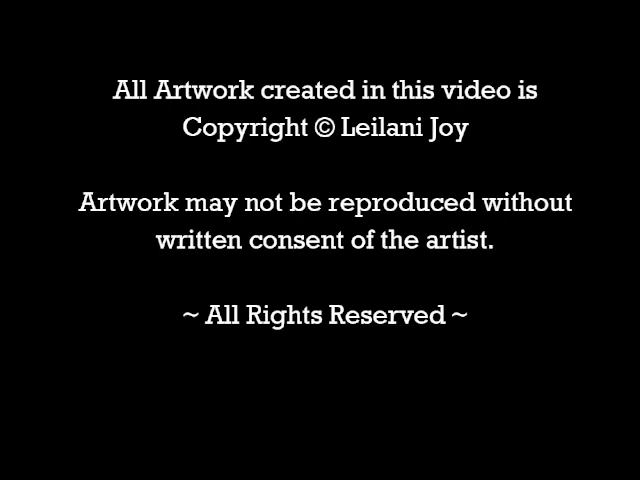 All Artwork created in this video is
Copyright © Leilani Joy
Artwork may not be reproduced without
written consent of the artist.
~ All Rights Reserved ~